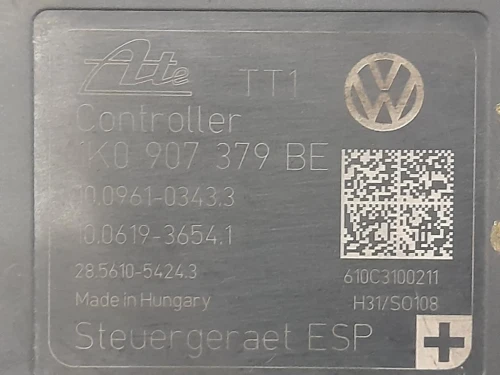 Ate TT1
Controller
1K0 907 379 BE
10.0961-0343.3
10.0619-3654.1
28.5610-5424.3
610C3100211
Made in Hungary
H31/SO108
Steuergeraet ESP